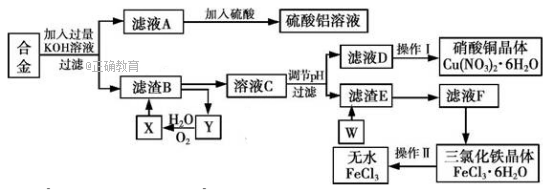 合金
加入过量
KOH溶液
过滤
滤液A
加入硫酸
硫酸铝溶液
@正确教育
滤渣B
溶液C
调节pH
过滤
滤液D
操作Ⅰ
硝酸铜晶体
Cu(NO₃)₂·6H₂O
滤渣E
滤液F
X
H₂O
O₂
Y
W
无水
FeCl₃
操作Ⅱ
三氯化铁晶体
FeCl₃·6H₂O